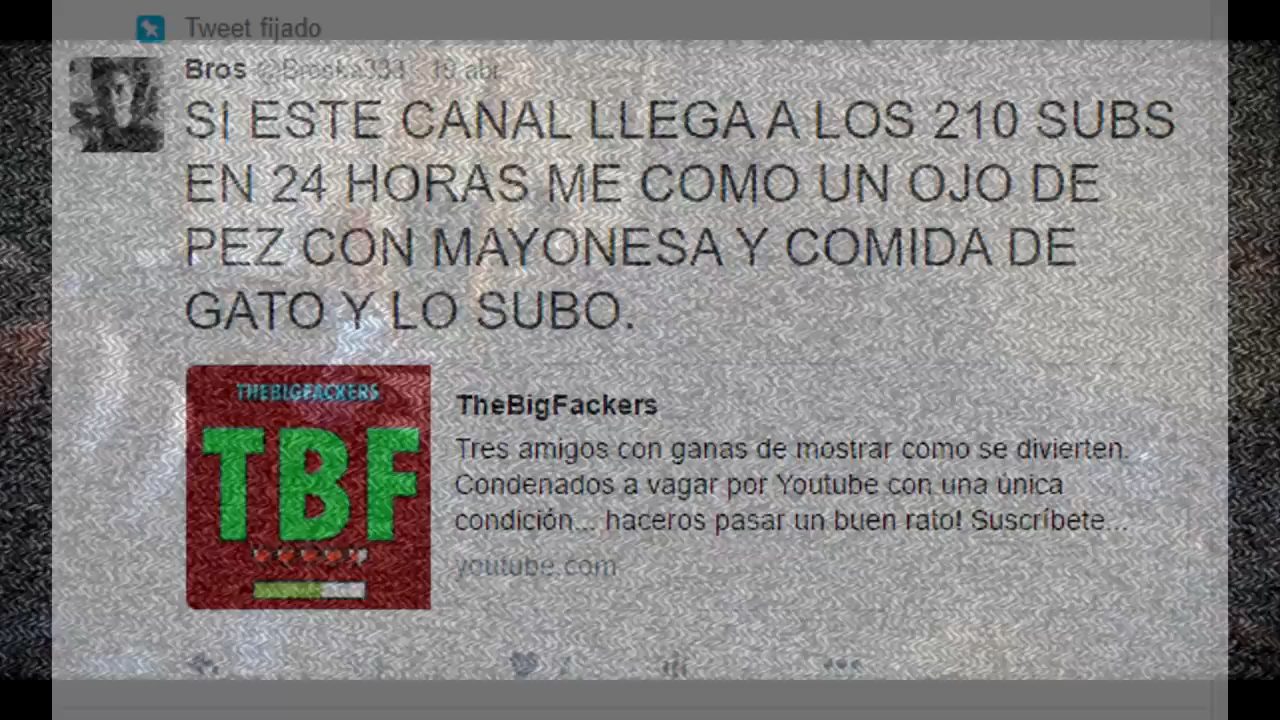 Tweet fijado
Bros @Broska333 · 19 abr.
SI ESTE CANAL LLEGA A LOS 210 SUBS
EN 24 HORAS ME COMO UN OJO DE
PEZ CON MAYONESA Y COMIDA DE
GATO Y LO SUBO.
THEBIGFACKERS
TBF
TheBigFackers
Tres amigos con ganas de mostrar como se divierten.
Condenados a vagar por Youtube con una única
condición... haceros pasar un buen rato! Suscríbete...
youtube.com